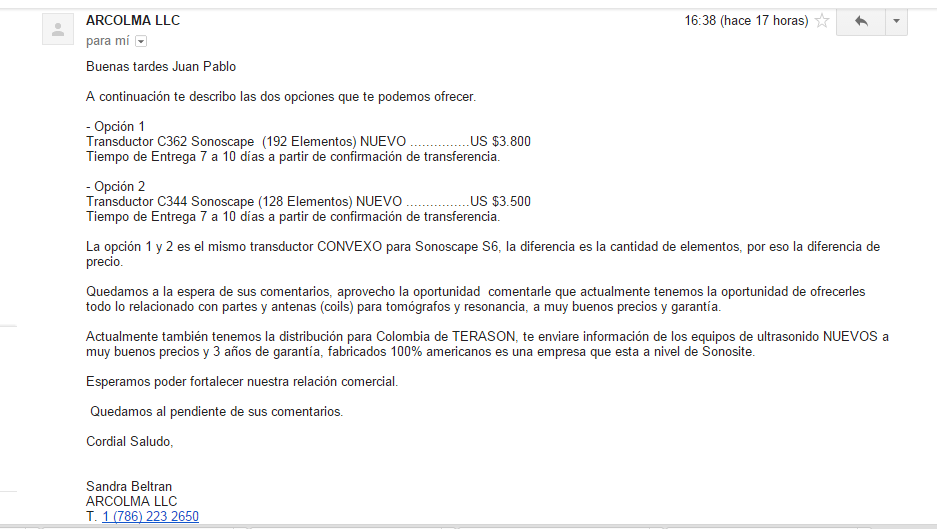 ARCOLMA LLC 16:38 (hace 17 horas)
para mí
Buenas tardes Juan Pablo
A continuación te describo las dos opciones que te podemos ofrecer.
- Opción 1
Transductor C362 Sonoscape (192 Elementos) NUEVO ...............US $3.800
Tiempo de Entrega 7 a 10 días a partir de confirmación de transferencia.
- Opción 2
Transductor C344 Sonoscape (128 Elementos) NUEVO ................US $3.500
Tiempo de Entrega 7 a 10 días a partir de confirmación de transferencia.
La opción 1 y 2 es el mismo transductor CONVEXO para Sonoscape S6, la diferencia es la cantidad de elementos, por eso la diferencia de
precio.
Quedamos a la espera de sus comentarios, aprovecho la oportunidad comentarle que actualmente tenemos la oportunidad de ofrecerles
todo lo relacionado con partes y antenas (coils) para tomógrafos y resonancia, a muy buenos precios y garantía.
Actualmente también tenemos la distribución para Colombia de TERASON, te enviare información de los equipos de ultrasonido NUEVOS a
muy buenos precios y 3 años de garantía, fabricados 100% americanos es una empresa que esta a nivel de Sonosite.
Esperamos poder fortalecer nuestra relación comercial.
Quedamos al pendiente de sus comentarios.
Cordial Saludo,
Sandra Beltran
ARCOLMA LLC
T. 1 (786) 223 2650